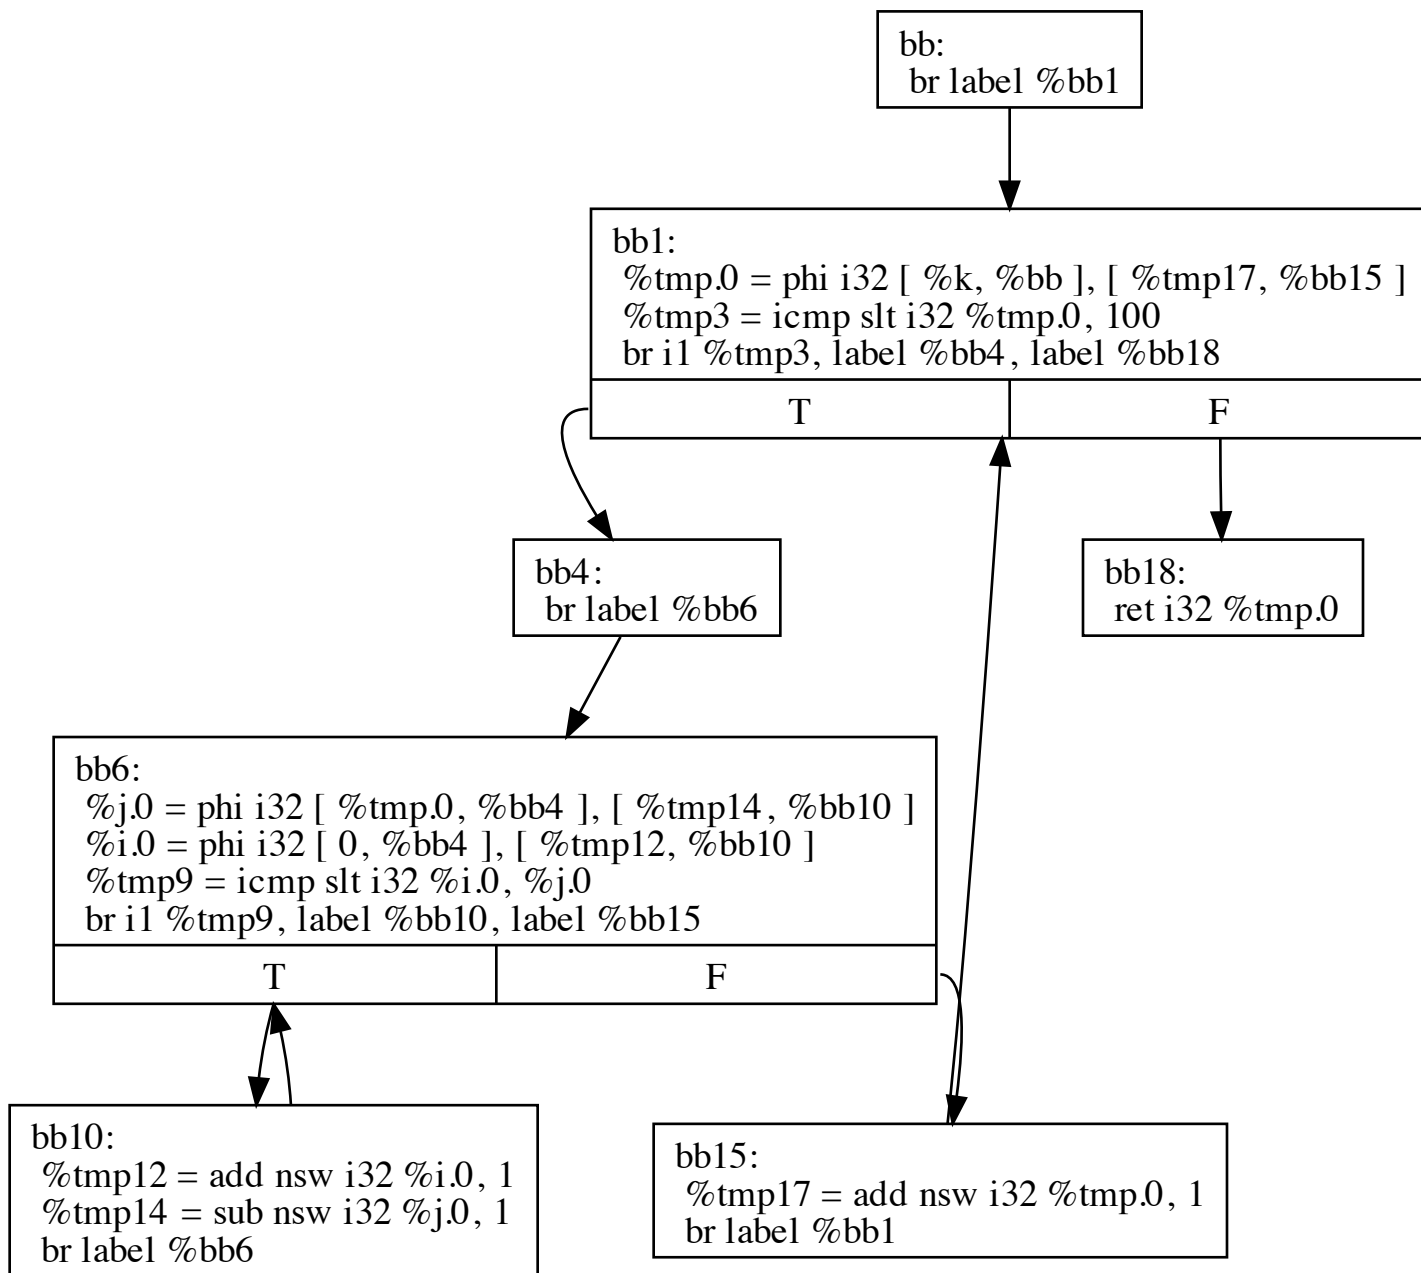 bb:
br label %bb1
bb1:
%tmp.0 = phi i32 [ %k, %bb ], [ %tmp17, %bb15 ]
%tmp3 = icmp slt i32 %tmp.0, 100
br i1 %tmp3, label %bb4, label %bb18
T
F
bb4:
br label %bb6
bb18:
ret i32 %tmp.0
bb6:
%j.0 = phi i32 [ %tmp.0, %bb4 ], [ %tmp14, %bb10 ]
%i.0 = phi i32 [ 0, %bb4 ], [ %tmp12, %bb10 ]
%tmp9 = icmp slt i32 %i.0, %j.0
br i1 %tmp9, label %bb10, label %bb15
T
F
bb10:
%tmp12 = add nsw i32 %i.0, 1
%tmp14 = sub nsw i32 %j.0, 1
br label %bb6
bb15:
%tmp17 = add nsw i32 %tmp.0, 1
br label %bb1